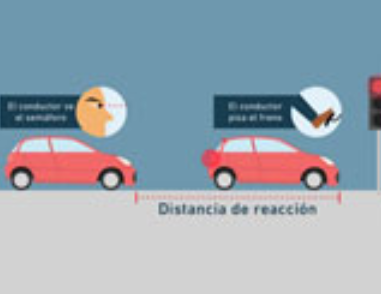 El conductor ve
el semáforo
El conductor
pisa el freno
Distancia de reacción